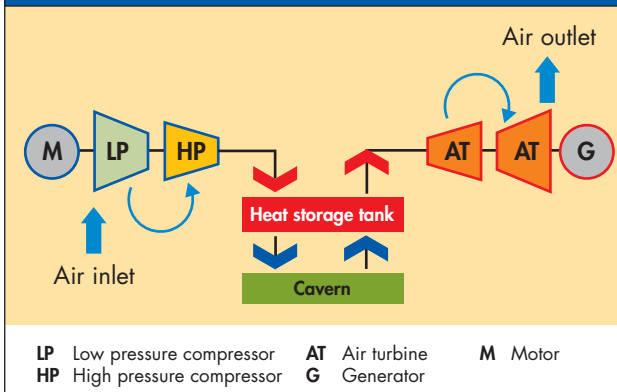 Air outlet
M LP HP AT AT G
Heat storage tank
Air inlet
Cavern
LP Low pressure compressor AT Air turbine M Motor
HP High pressure compressor G Generator